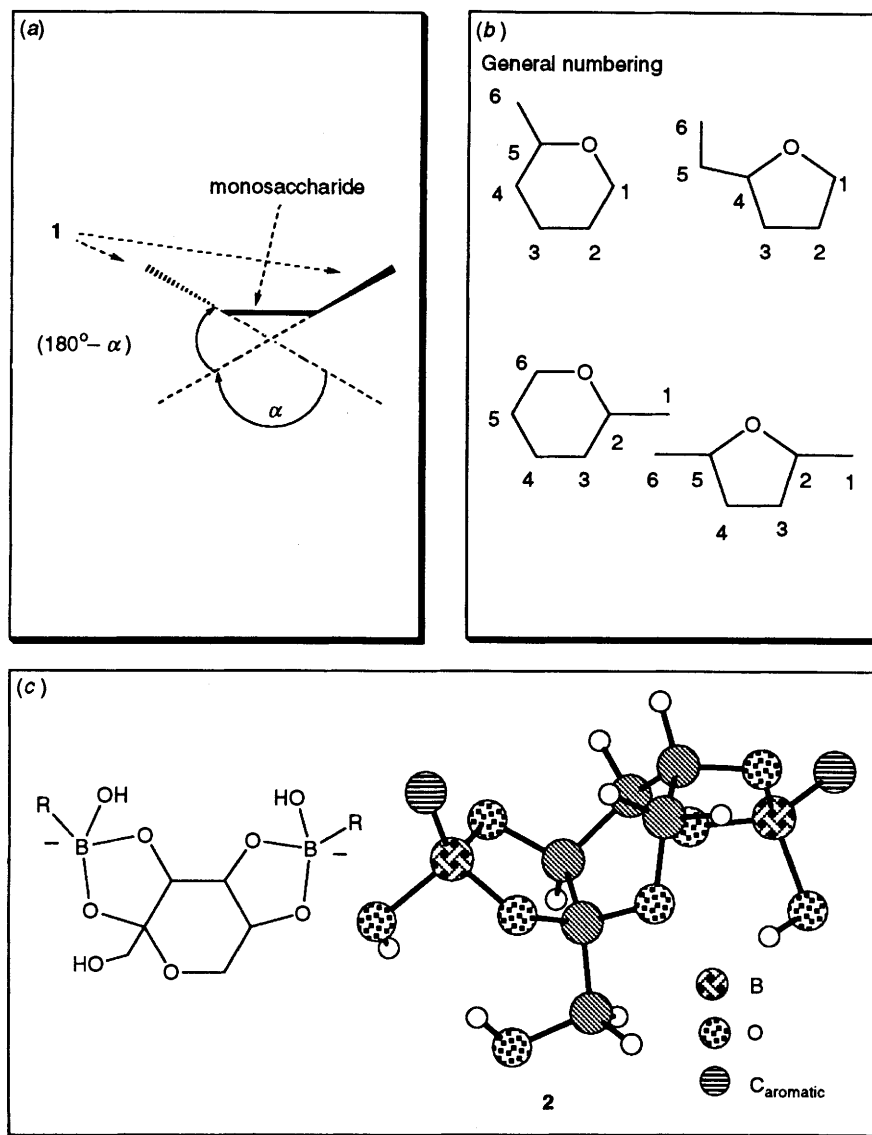 (a)
monosaccharide
1
(180° – α)
α
(b)
General numbering
6
5
O
4
1
3
2
6
5
O
4
1
3
2
6
O
1
5
2
4
3
O
6
5
2
1
4
3
(c)
R
OH
HO
R
B
–
O
O
B
–
O
O
HO
O
B
O
C aromatic
2